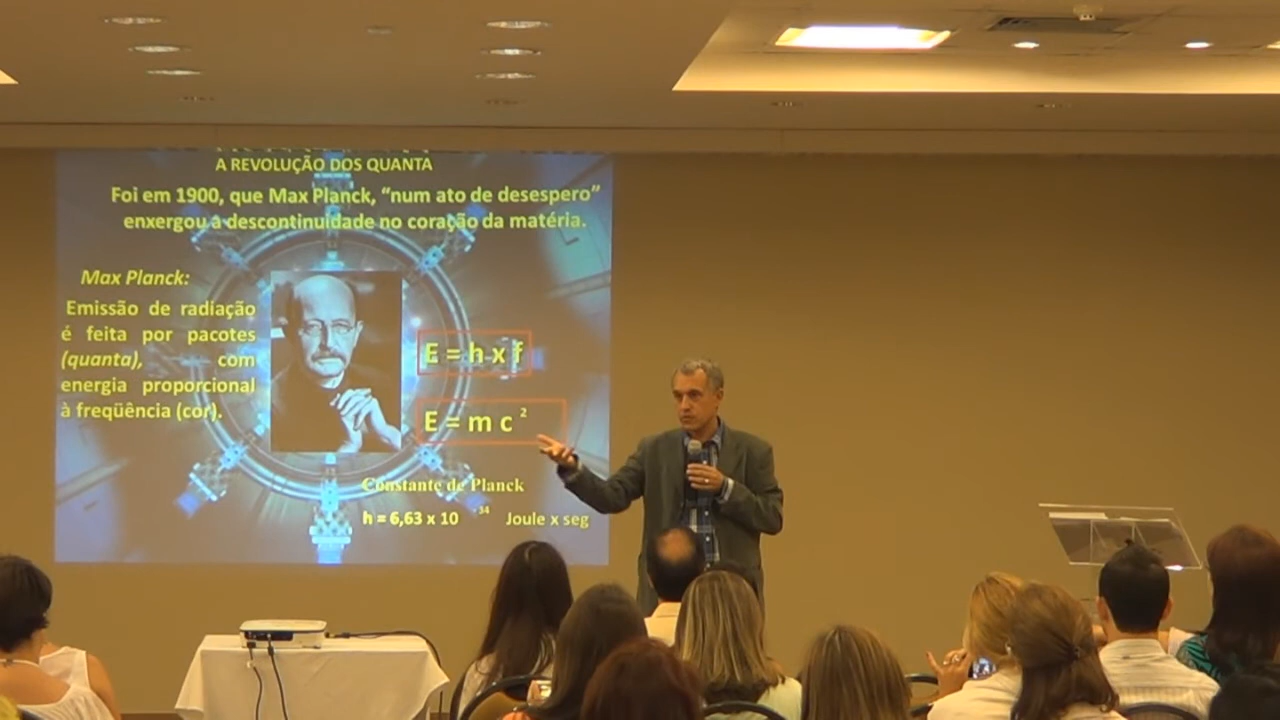 A REVOLUÇÃO DOS QUANTA
Foi em 1900, que Max Planck, “num ato de desespero”
enxergou a descontinuidade no coração da matéria.
Max Planck:
Emissão de radiação
é feita por pacotes
(quanta), com
energia proporcional
à freqüência (cor).
E = h x f
E = m c ²
Constante de Planck
h = 6,63 x 10 -34 Joule x seg